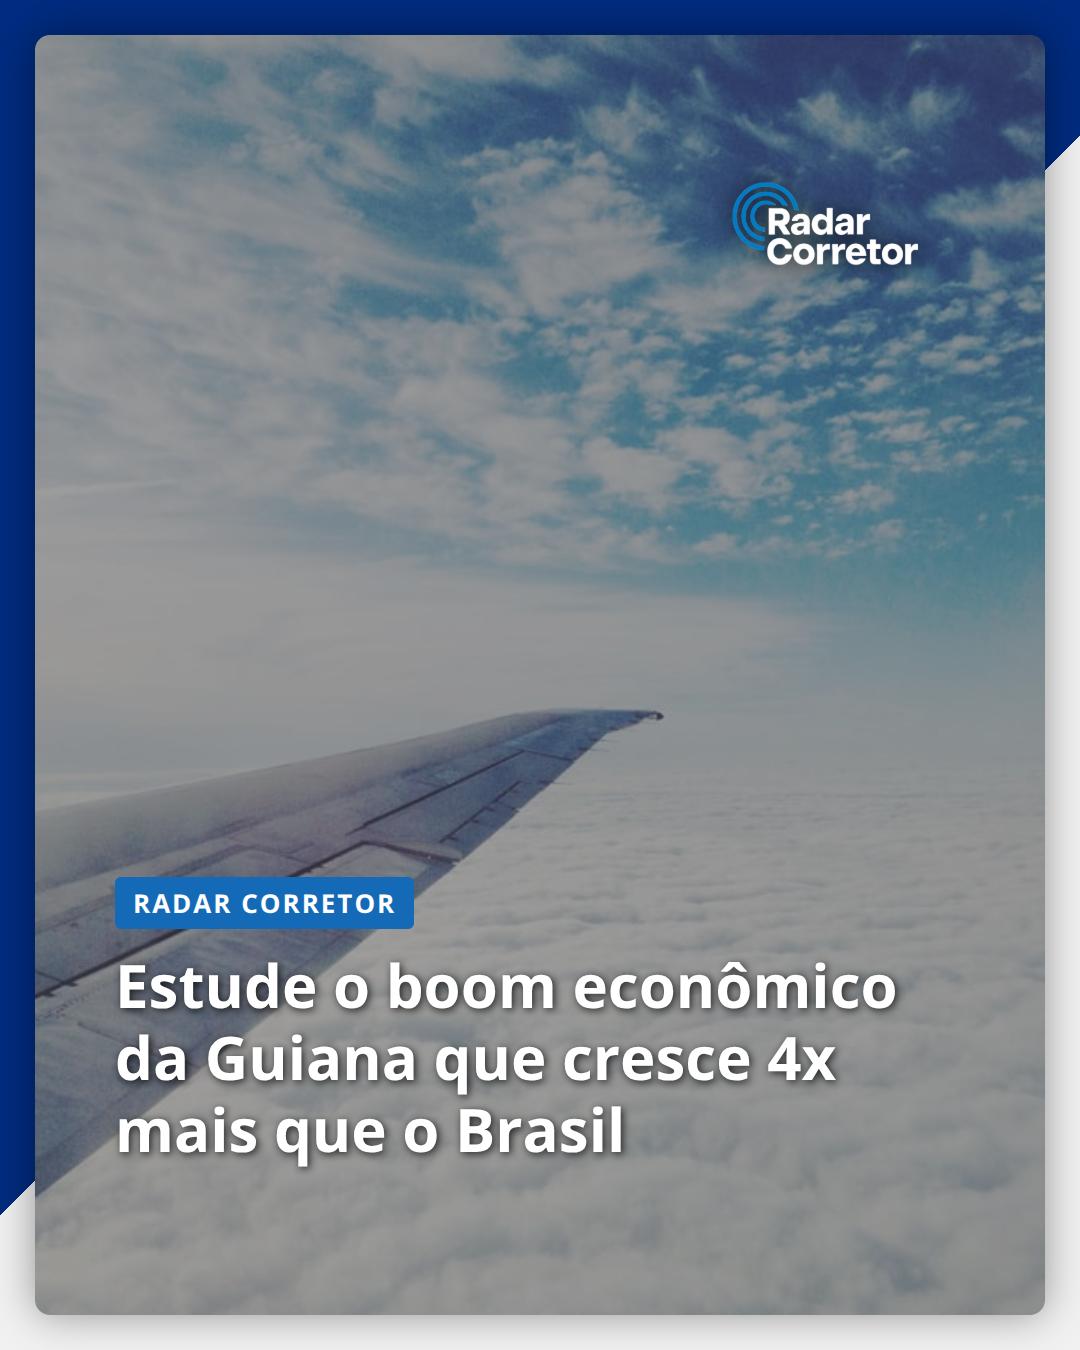 Radar
Corretor
RADAR CORRETOR
Estude o boom econômico
da Guiana que cresce 4x
mais que o Brasil